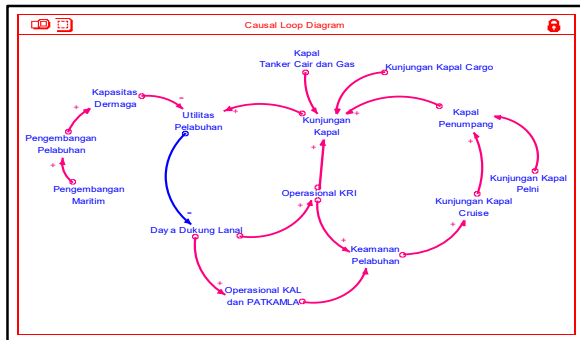 Causal Loop Diagram
Kapal
Tanker Cair dan Gas
Kunjungan Kapal Cargo
Kapasitas
Dermaga
Utilitas
Pelabuhan
Kunjungan
Kapal
Kapal
Penumpang
Pengembangan
Pelabuhan
Pengembangan
Maritim
Operasional KRI
Kunjungan Kapal
Pelni
Kunjungan Kapal
Cruise
Daya Dukung Lanal
Keamanan
Pelabuhan
Operasional KAL
dan PATKAMLA